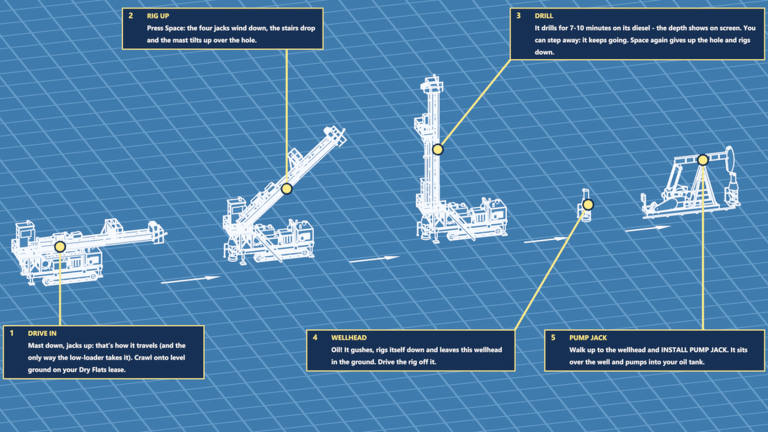 2 RIG UP
Press Space: the four jacks wind down, the stairs drop
and the mast tilts up over the hole.
3 DRILL
It drills for 7-10 minutes on its diesel - the depth shows on screen. You
can step away: it keeps going. Space again gives up the hole and rigs
down.
1 DRIVE IN
Mast down, jacks up: that's how it travels (and the
only way the low-loader takes it). Crawl onto level
ground on your Dry Flats lease.
4 WELLHEAD
Oil! It gushes, rigs itself down and leaves this wellhead
in the ground. Drive the rig off it.
5 PUMP JACK
Walk up to the wellhead and INSTALL PUMP JACK. It sits
over the well and pumps into your oil tank.